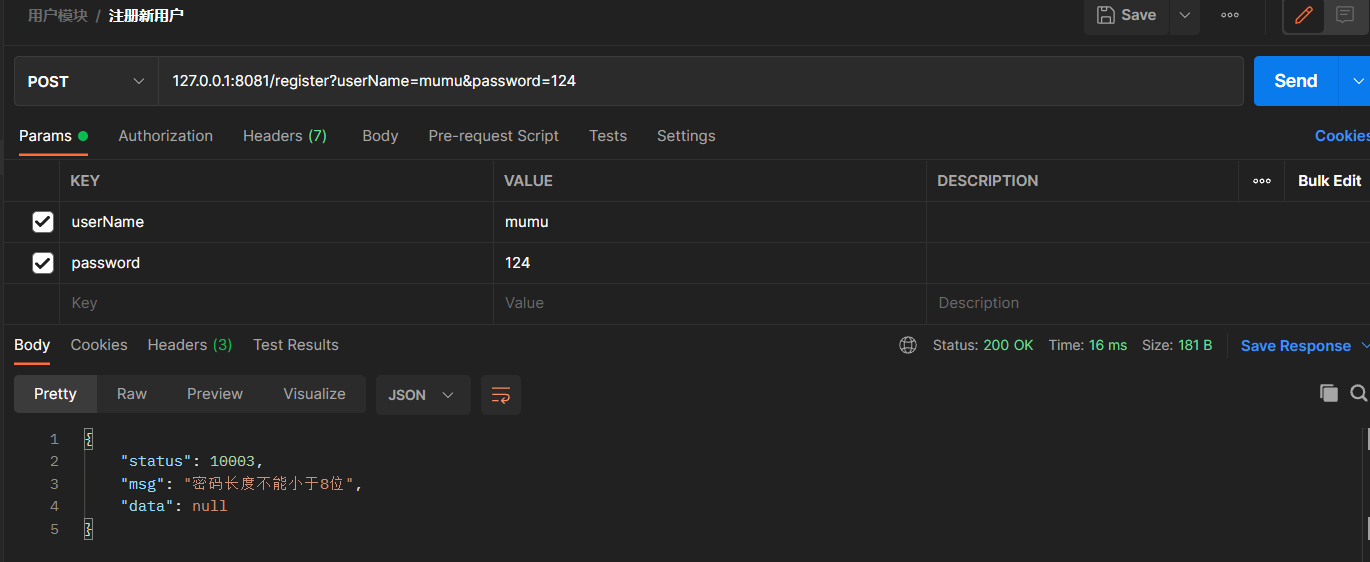 用户模块 / 注册新用户
Save
POST 127.0.0.1:8081/register?userName=mumu&password=124 Send
Params Authorization Headers (7) Body Pre-request Script Tests Settings Cookies
KEY VALUE DESCRIPTION Bulk Edit
userName mumu
password 124
Key Value Description
Body Cookies Headers (3) Test Results Status: 200 OK Time: 16 ms Size: 181 B Save Response
Pretty Raw Preview Visualize JSON
1 {
2 "status": 10003,
3 "msg": "密码长度不能小于8位",
4 "data": null
5 }